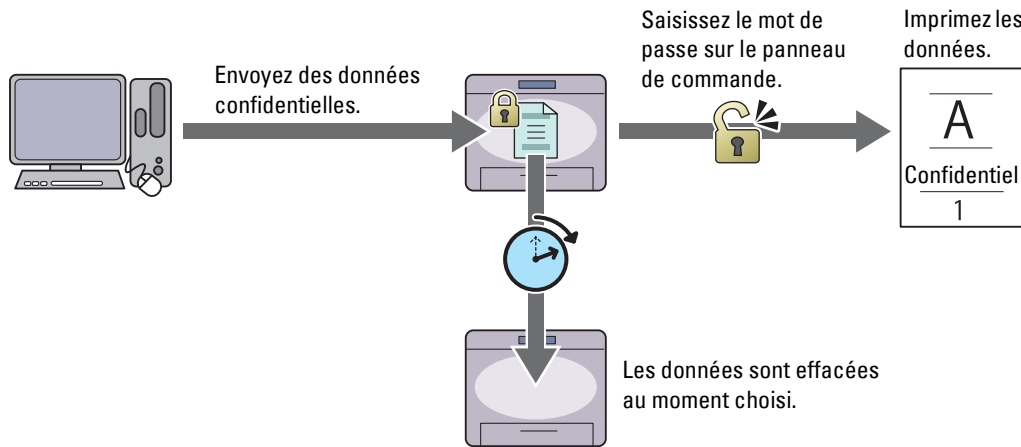 Envoyez des données
confidentielles.
Saisissez le mot de
passe sur le panneau
de commande.
Imprimez les
données.
A
Confidentiel
1
Les données sont effacées
au moment choisi.